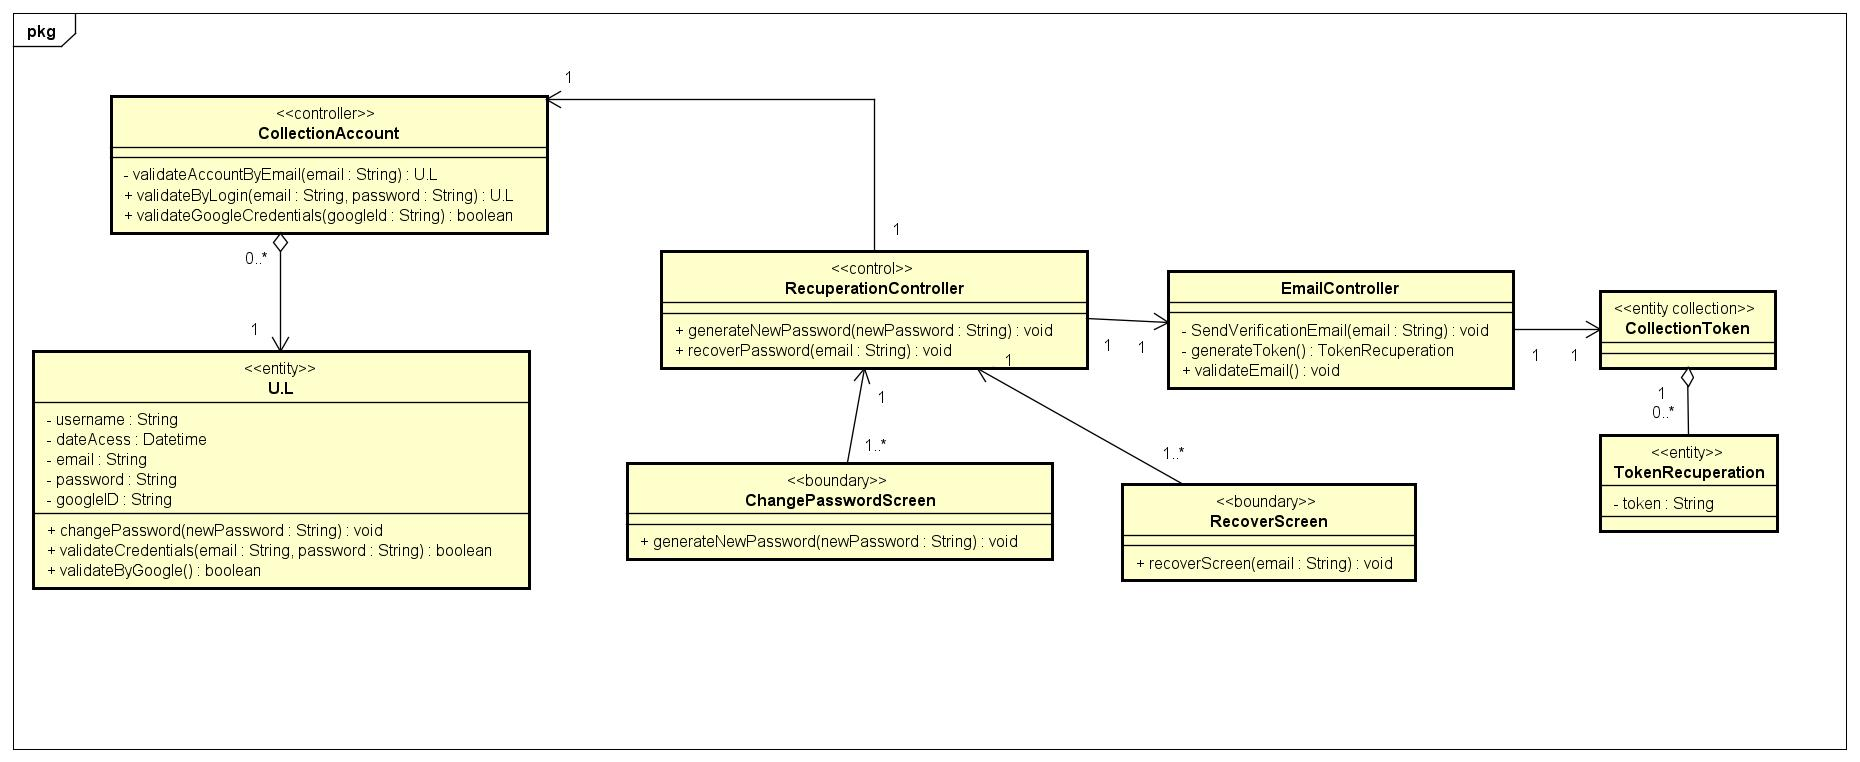 pkg
1
<<controller>>
CollectionAccount
- validateAccountByEmail(email : String) : U.L
+ validateByLogin(email : String, password : String) : U.L
+ validateGoogleCredentials(googleId : String) : boolean
0..*
1
<<entity>>
U.L
- username : String
- dateAcess : Datetime
- email : String
- password : String
- googleID : String
+ changePassword(newPassword : String) : void
+ validateCredentials(email : String, password : String) : boolean
+ validateByGoogle() : boolean
1
<<control>>
RecuperationController
+ generateNewPassword(newPassword : String) : void
+ recoverPassword(email : String) : void
1
1
1..*
1..*
<<boundary>>
ChangePasswordScreen
+ generateNewPassword(newPassword : String) : void
<<boundary>>
RecoverScreen
+ recoverScreen(email : String) : void
1
1
EmailController
- SendVerificationEmail(email : String) : void
- generateToken() : TokenRecuperation
+ validateEmail() : void
1
1
<<entity collection>>
CollectionToken
1
0..*
<<entity>>
TokenRecuperation
- token : String